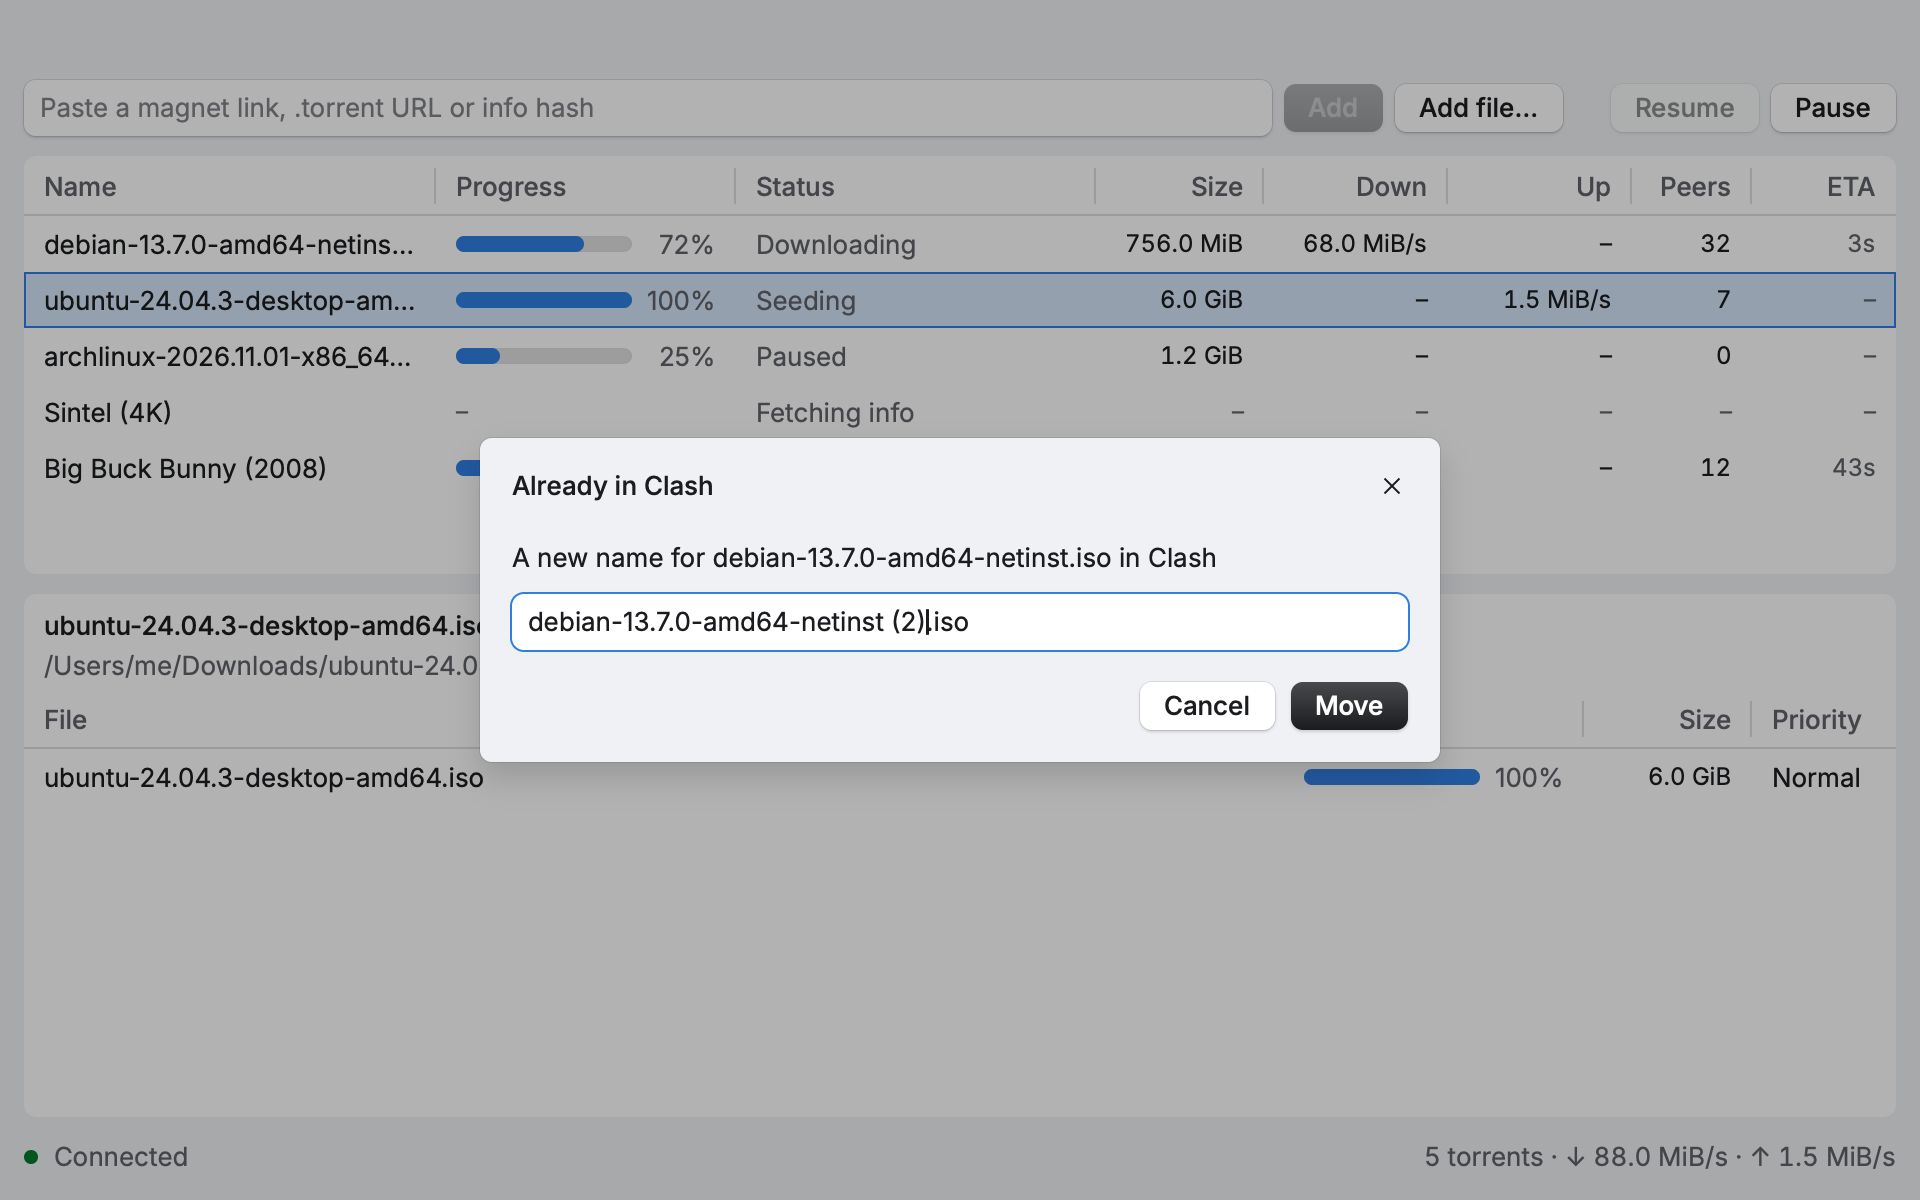 Paste a magnet link, .torrent URL or info hash Add Add file... Resume Pause
Name Progress Status Size Down Up Peers ETA
debian-13.7.0-amd64-netins... 72% Downloading 756.0 MiB 68.0 MiB/s – 32 3s
ubuntu-24.04.3-desktop-am... 100% Seeding 6.0 GiB – 1.5 MiB/s 7 –
archlinux-2026.11.01-x86_64... 25% Paused 1.2 GiB – – 0 –
Sintel (4K) – Fetching info – – – – –
Big Buck Bunny (2008) – 12 43s
Already in Clash
A new name for debian-13.7.0-amd64-netinst.iso in Clash
debian-13.7.0-amd64-netinst (2).iso
Cancel Move
ubuntu-24.04.3-desktop-amd64.iso
/Users/me/Downloads/ubuntu-24.0
File Size Priority
ubuntu-24.04.3-desktop-amd64.iso 100% 6.0 GiB Normal
Connected 5 torrents · ↓ 88.0 MiB/s · ↑ 1.5 MiB/s